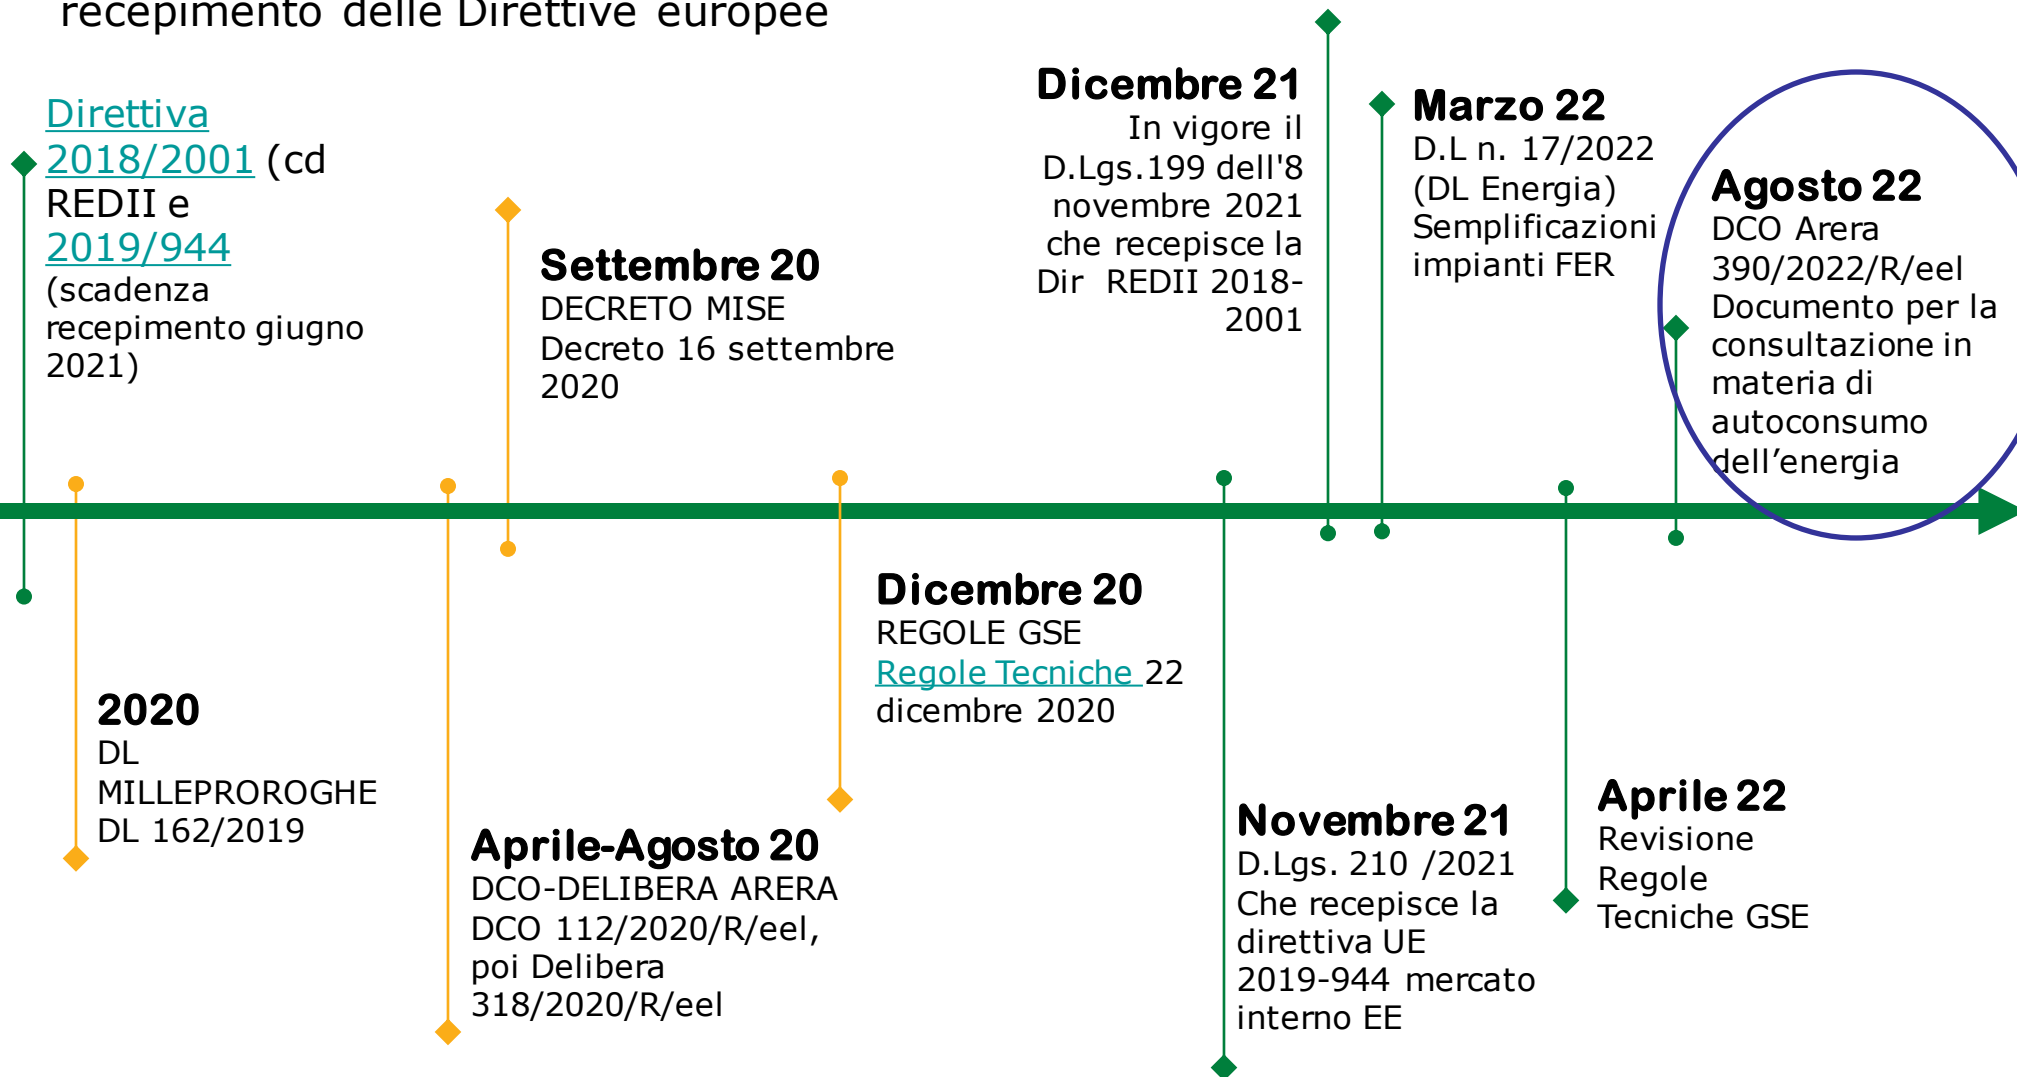 recepimento delle Direttive europee
Direttiva
2018/2001 (cd
REDII e
2019/944
(scadenza
recepimento giugno
2021)
2020
DL
MILLEPROROGHE
DL 162/2019
Aprile-Agosto 20
DCO-DELIBERA ARERA
DCO 112/2020/R/eel,
poi Delibera
318/2020/R/eel
Settembre 20
DECRETO MISE
Decreto 16 settembre
2020
Dicembre 20
REGOLE GSE
Regole Tecniche 22
dicembre 2020
Novembre 21
D.Lgs. 210 /2021
Che recepisce la
direttiva UE
2019-944 mercato
interno EE
Dicembre 21
In vigore il
D.Lgs.199 dell'8
novembre 2021
che recepisce la
Dir REDII 2018-
2001
Marzo 22
D.L n. 17/2022
(DL Energia)
Semplificazioni
impianti FER
Aprile 22
Revisione
Regole
Tecniche GSE
Agosto 22
DCO Arera
390/2022/R/eel
Documento per la
consultazione in
materia di
autoconsumo
dell’energia